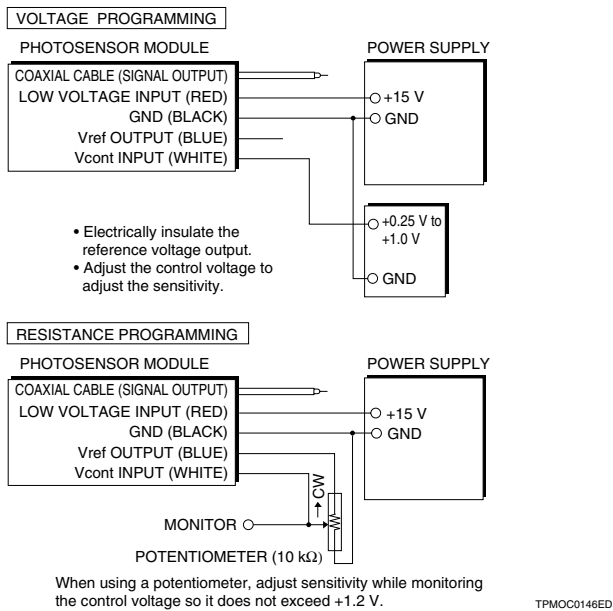 VOLTAGE PROGRAMMING
PHOTOSENSOR MODULE
POWER SUPPLY
COAXIAL CABLE (SIGNAL OUTPUT)
LOW VOLTAGE INPUT (RED)
GND (BLACK)
Vref OUTPUT (BLUE)
Vcont INPUT (WHITE)
+15 V
GND
+0.25 V to
+1.0 V
GND
• Electrically insulate the
reference voltage output.
• Adjust the control voltage to
adjust the sensitivity.
RESISTANCE PROGRAMMING
PHOTOSENSOR MODULE
POWER SUPPLY
COAXIAL CABLE (SIGNAL OUTPUT)
LOW VOLTAGE INPUT (RED)
GND (BLACK)
Vref OUTPUT (BLUE)
Vcont INPUT (WHITE)
+15 V
GND
CW
MONITOR
POTENTIOMETER (10 kΩ)
When using a potentiometer, adjust sensitivity while monitoring
the control voltage so it does not exceed +1.2 V.
TPMOC0146ED